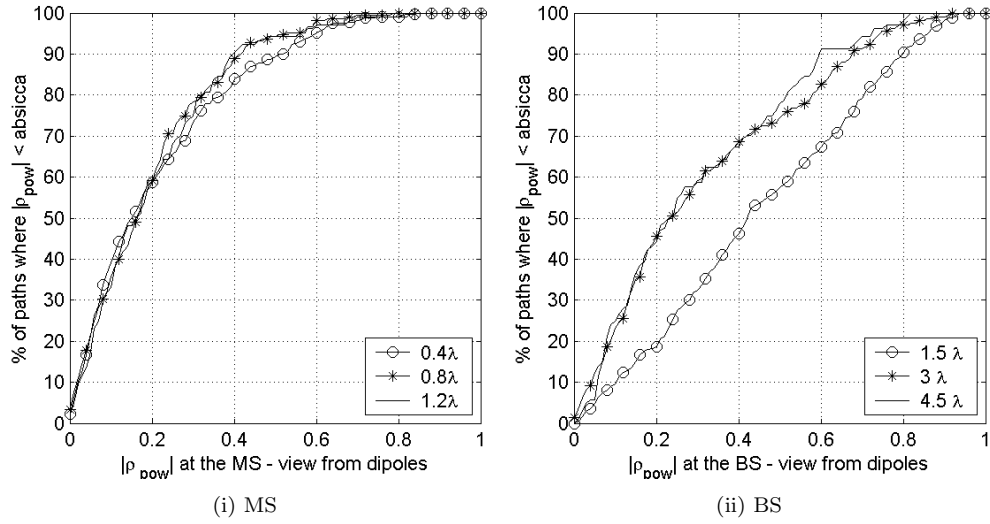 % of paths where |ρpow| < absicca
100
90
80
70
60
50
40
30
20
10
0
0 0.2 0.4 0.6 0.8 1
0.4λ
0.8λ
1.2λ
|ρpow| at the MS - view from dipoles
(i) MS
% of paths where |ρpow| < absicca
100
90
80
70
60
50
40
30
20
10
0
0 0.2 0.4 0.6 0.8 1
1.5 λ
3 λ
4.5 λ
|ρpow| at the BS - view from dipoles
(ii) BS